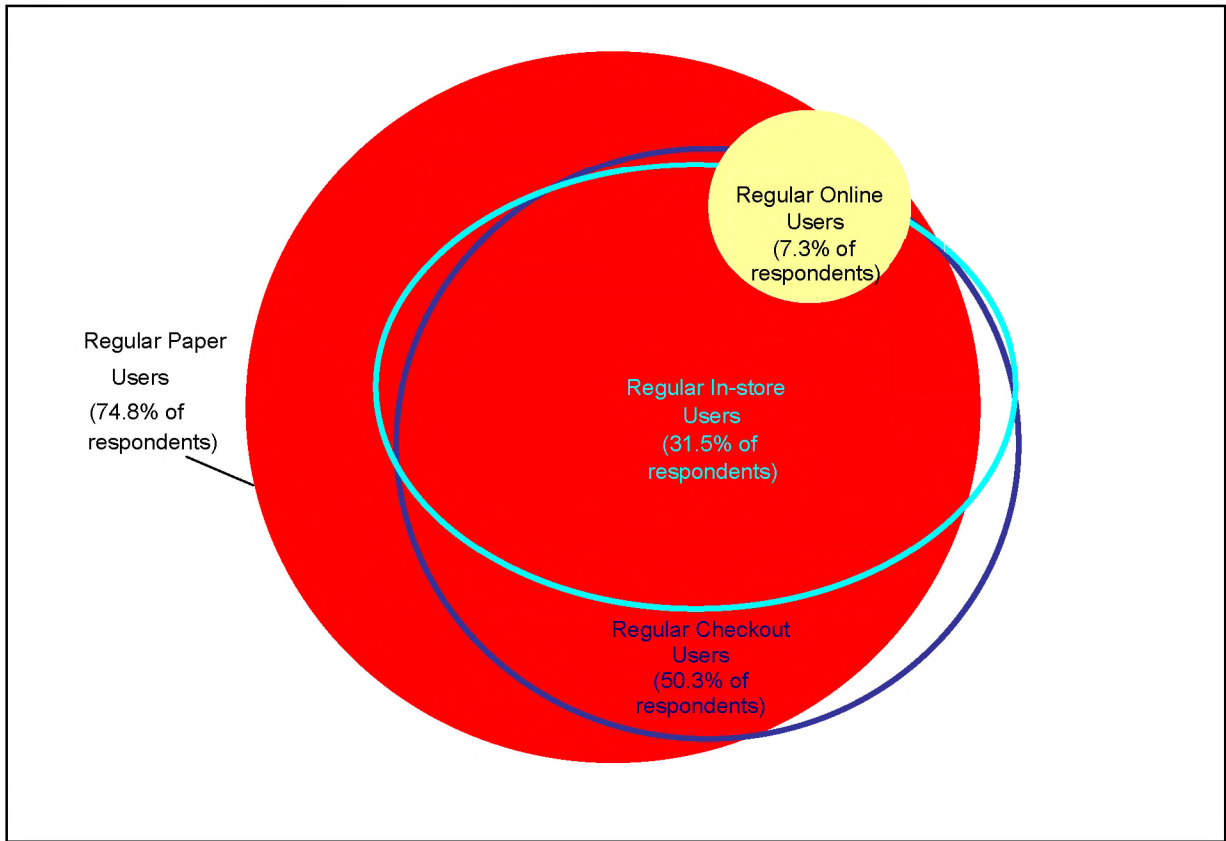 Regular Online
Users
(7.3% of
respondents)
Regular Paper
Users
(74.8% of
respondents)
Regular In-store
Users
(31.5% of
respondents)
Regular Checkout
Users
(50.3% of
respondents)